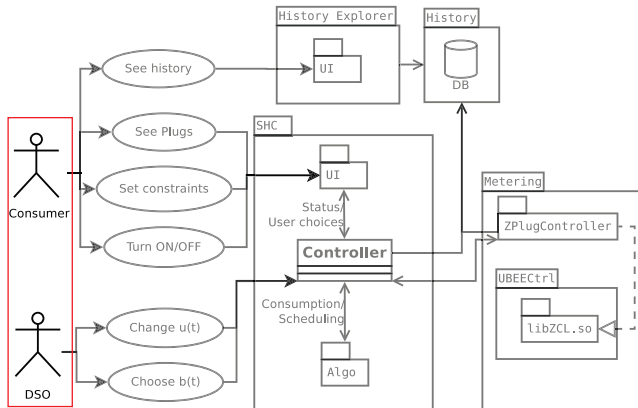 History Explorer
History
See history
UI
DB
See Plugs
SHC
Consumer
Set constraints
UI
Metering
Status/
User choices
ZPlugController
Turn ON/OFF
Controller
UBEECtrl
Consumption/
Scheduling
Change u(t)
libZCL.so
Algo
Choose b(t)
DSO